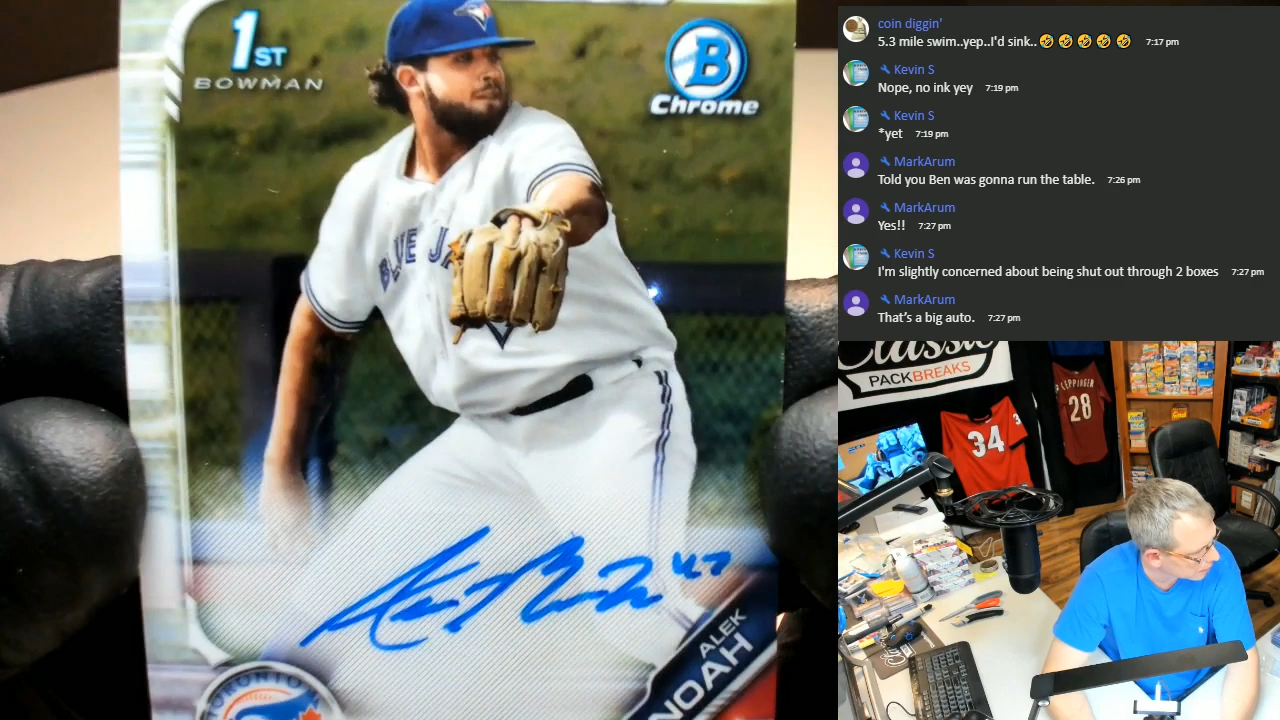 1ST
BOWMAN
B
Chrome
BLUE JA
47
ALEK
NOAH
TORONTO
coin diggin'
5.3 mile swim..yep..I'd sink.. 🤣 🤣 🤣 🤣 🤣 7:17 pm
Kevin S
Nope, no ink yey 7:19 pm
Kevin S
*yet 7:19 pm
MarkArum
Told you Ben was gonna run the table. 7:26 pm
MarkArum
Yes!! 7:27 pm
Kevin S
I'm slightly concerned about being shut out through 2 boxes 7:27 pm
MarkArum
That's a big auto. 7:27 pm
Classic
PACKBREAKS
34
LEPPINGER
28